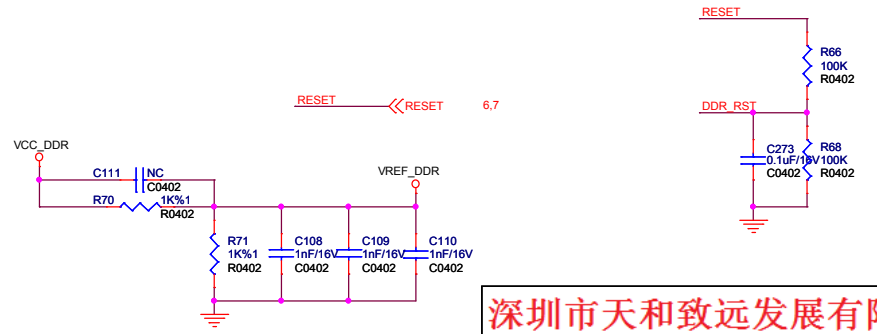 RESET
R66
100K
R0402
RESET
RESET
6,7
DDR_RST
VCC_DDR
C273
R68
0.1uF/16V
100K
C0402
R0402
C111
NC
C0402
VREF_DDR
R70
1K%1
R0402
R71
1K%1
R0402
C108
1nF/16V
C0402
C109
1nF/16V
C0402
C110
1nF/16V
C0402
深圳市天和致远发展有